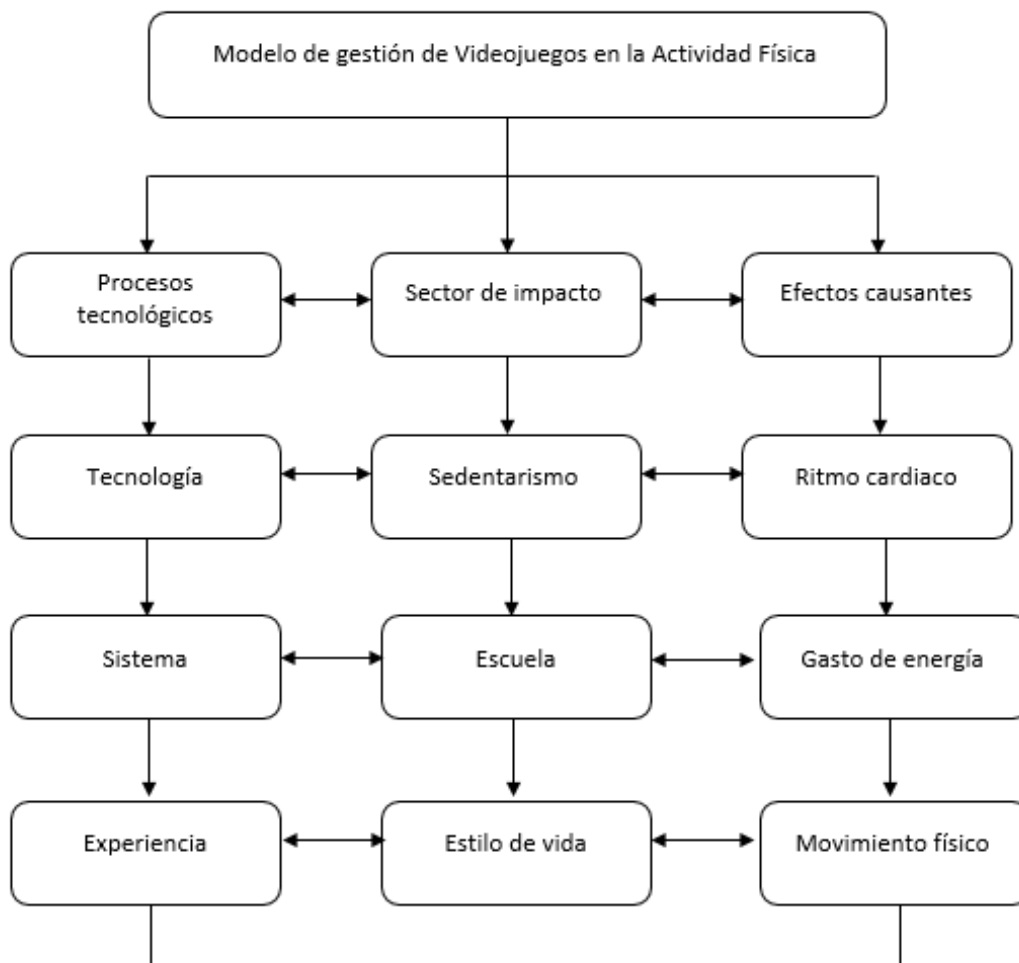 Modelo de gestión de Videojuegos en la Actividad Física
Procesos
tecnológicos
Sector de impacto
Efectos causantes
Tecnología
Sedentarismo
Ritmo cardiaco
Sistema
Escuela
Gasto de energía
Experiencia
Estilo de vida
Movimiento físico